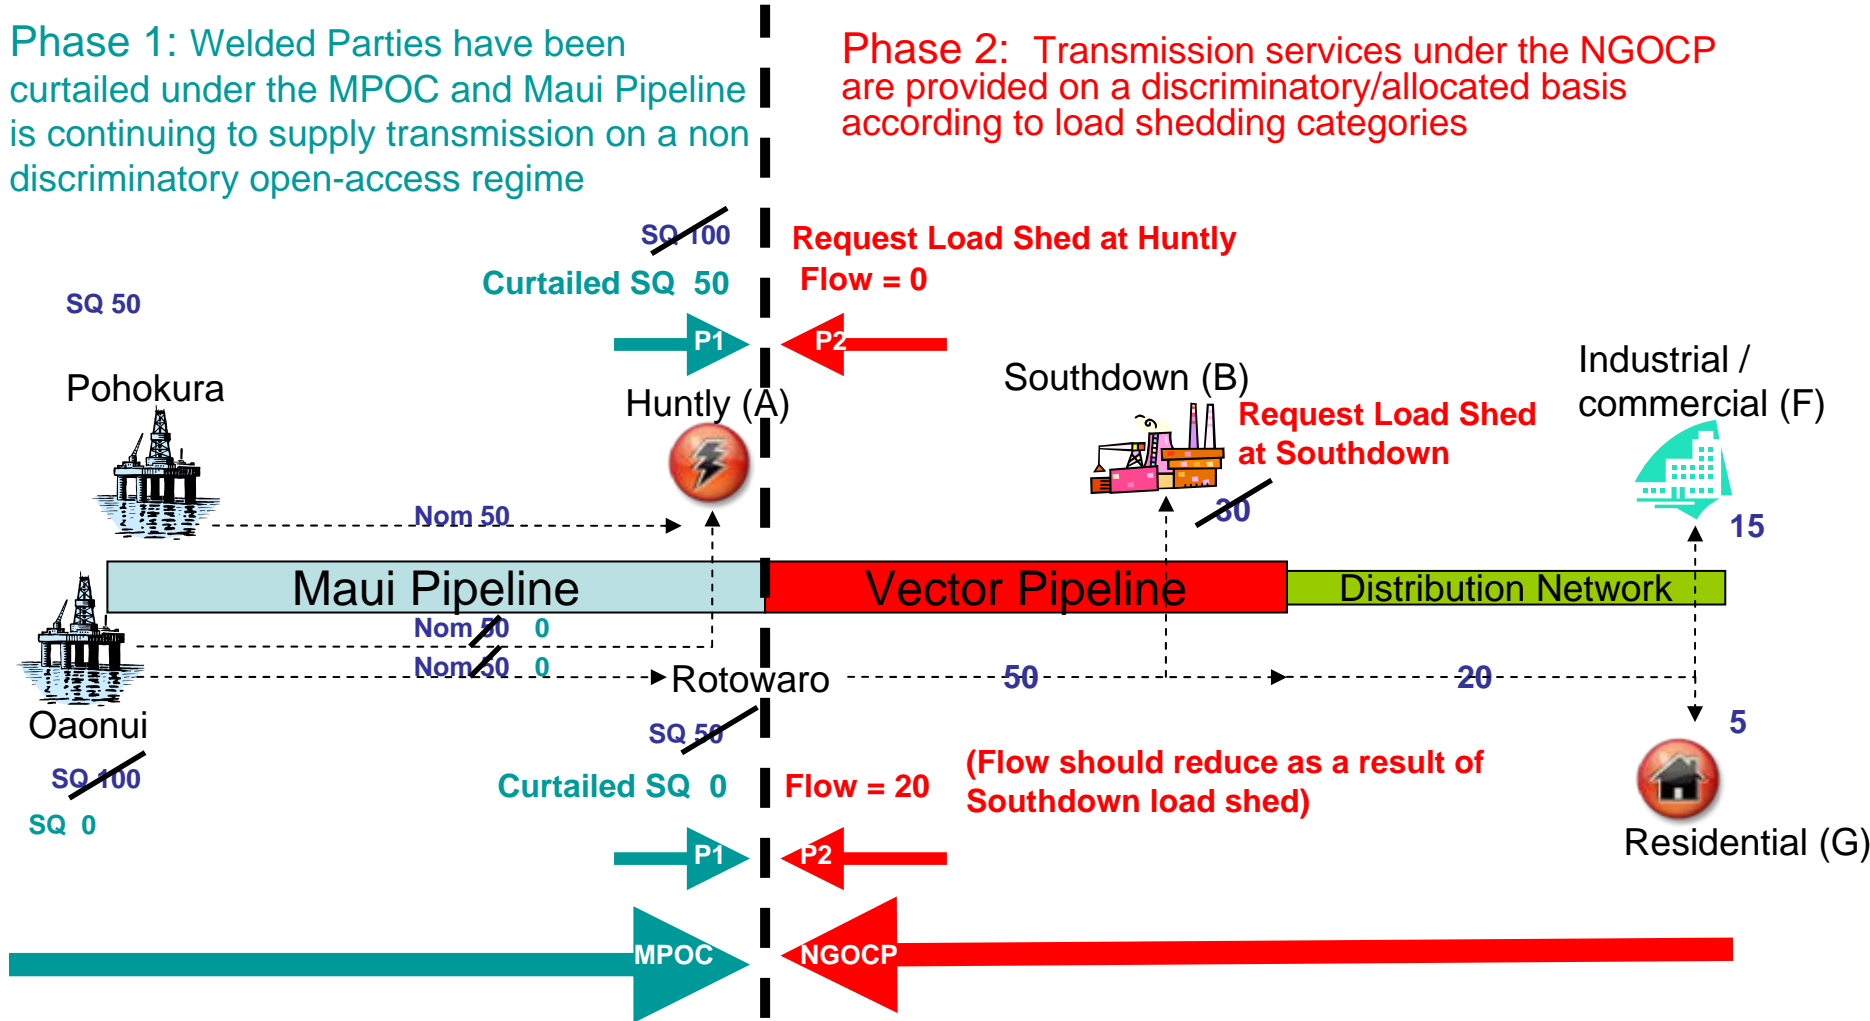 Phase 1: Welded Parties have been
curtailed under the MPOC and Maui Pipeline
is continuing to supply transmission on a non
discriminatory open-access regime
Phase 2: Transmission services under the NGOCP
are provided on a discriminatory/allocated basis
according to load shedding categories
SQ 100
Request Load Shed at Huntly
Curtailed SQ 50
Flow = 0
SQ 50
P1
P2
Pohokura
Huntly (A)
Southdown (B)
Request Load Shed
at Southdown
Industrial /
commercial (F)
Nom 50
30
15
Maui Pipeline
Vector Pipeline
Distribution Network
Nom 50 0
Nom 50 0
Rotowaro
50
20
Oaonui
SQ 100
SQ 0
SQ 50
5
Curtailed SQ 0
Flow = 20
(Flow should reduce as a result of
Southdown load shed)
Residential (G)
P1
P2
MPOC
NGOCP